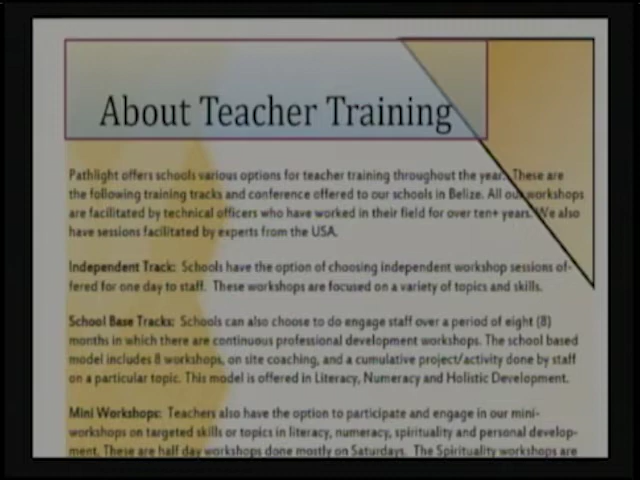 About Teacher Training
Pathlight offers schools various options for teacher training throughout the year. These are
the following training tracks and conference offered to our schools in Belize. All our workshops
are facilitated by technical officers who have worked in their field for over ten+ years. We also
have sessions facilitated by experts from the USA.
Independent Track: Schools have the option of choosing independent workshop sessions of-
fered for one day to staff. These workshops are focused on a variety of topics and skills.
School Base Tracks: Schools can also choose to do engage staff over a period of eight (8)
months in which there are continuous professional development workshops. The school based
model includes 8 workshops, on site coaching, and a cumulative project/activity done by staff
on a particular topic. This model is offered in Literacy, Numeracy and Holistic Development.
Mini Workshops: Teachers also have the option to participate and engage in our mini-
workshops on targeted skills or topics in literacy, numeracy, spirituality and personal develop-
ment. These are half day workshops done mostly on Saturdays. The Spirituality workshops are